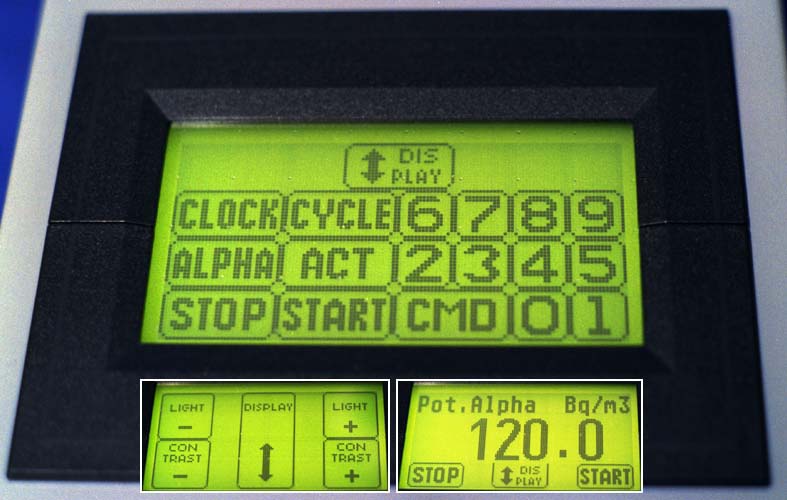 DIS
PLAY
CLOCK CYCLE 6 7 8 9
ALPHA ACT 2 3 4 5
STOP START CMD 0 1
LIGHT DISPLAY LIGHT
− +
CON
TRAST CON
TRAST
− +
Pot.Alpha Bq/m3
120.0
STOP DIS
PLAY START